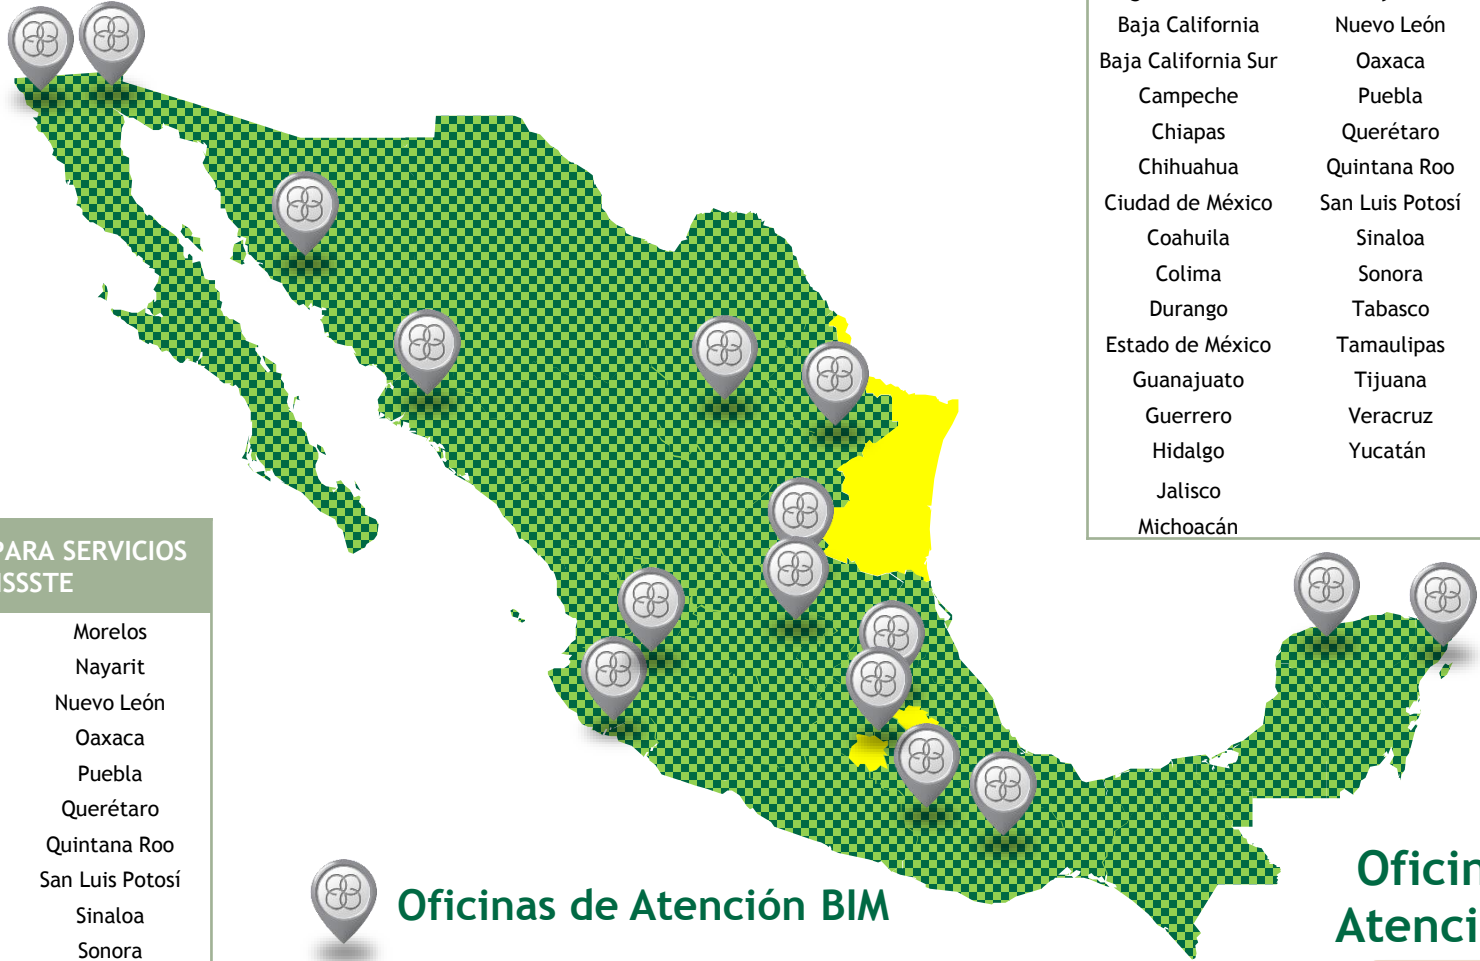 Baja California
Baja California Sur
Campeche
Chiapas
Chihuahua
Ciudad de México
Coahuila
Colima
Durango
Estado de México
Guanajuato
Guerrero
Hidalgo
Jalisco
Michoacán
Nuevo León
Oaxaca
Puebla
Querétaro
Quintana Roo
San Luis Potosí
Sinaloa
Sonora
Tabasco
Tamaulipas
Tijuana
Veracruz
Yucatán
PARA SERVICIOS
ISSSTE
Morelos
Nayarit
Nuevo León
Oaxaca
Puebla
Querétaro
Quintana Roo
San Luis Potosí
Sinaloa
Sonora
Oficinas de Atención BIM
Oficin
Atenci